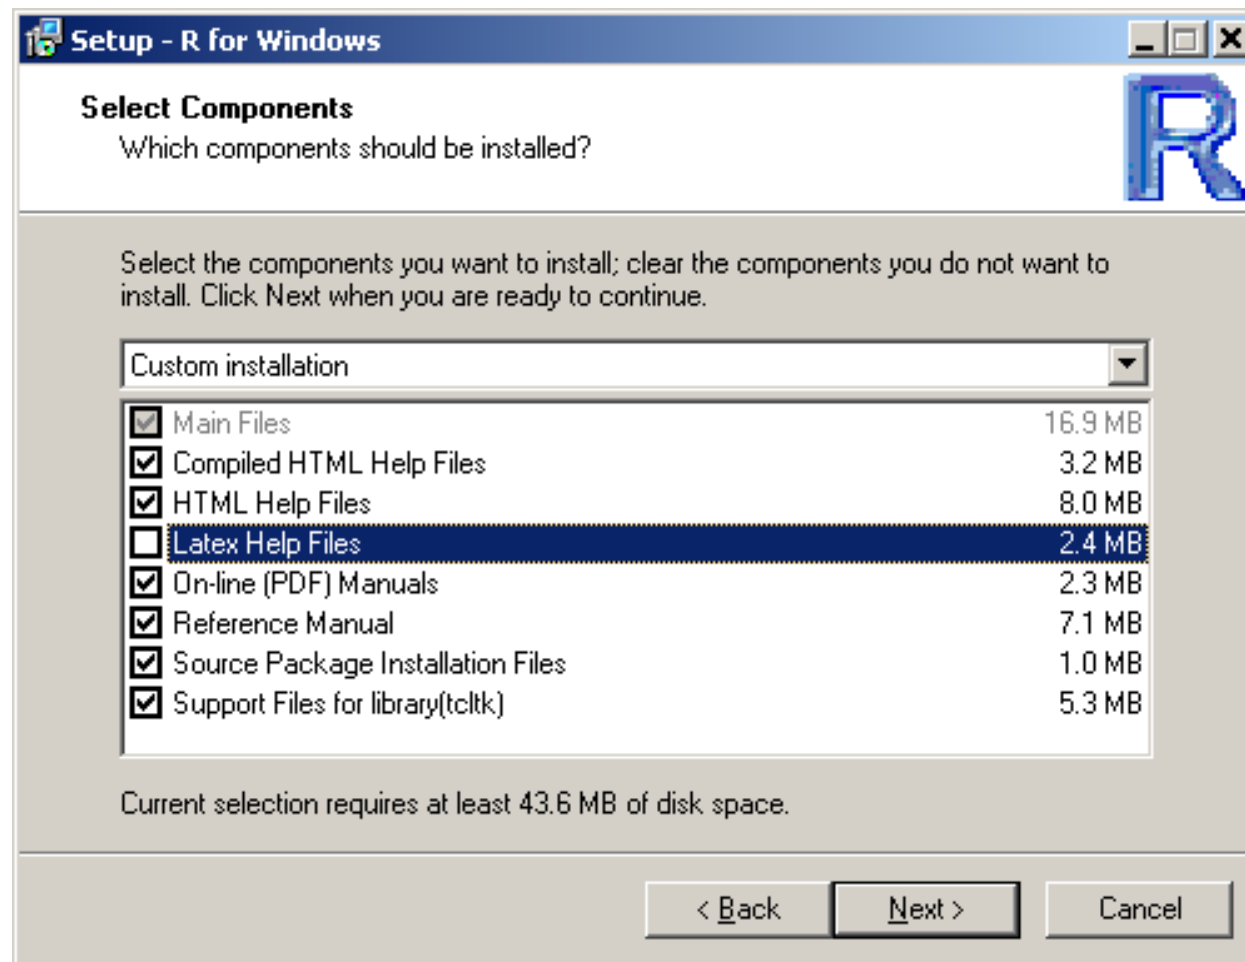 Setup - R for Windows
Select Components
Which components should be installed?
R
Select the components you want to install; clear the components you do not want to
install. Click Next when you are ready to continue.
Custom installation
Main Files 16.9 MB
Compiled HTML Help Files 3.2 MB
HTML Help Files 8.0 MB
Latex Help Files 2.4 MB
On-line (PDF) Manuals 2.3 MB
Reference Manual 7.1 MB
Source Package Installation Files 1.0 MB
Support Files for library(tcltk) 5.3 MB
Current selection requires at least 43.6 MB of disk space.
< Back Next > Cancel